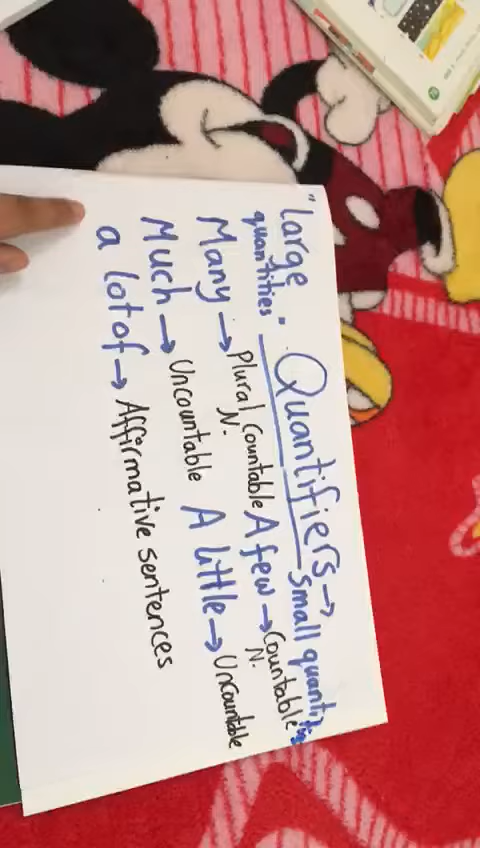 Quantifiers →
"Large quantities" small quantities
Many → Plural Countable N. A few → Countable N.
Much → Uncountable A little → Uncountable
a lot of → Affirmative sentences